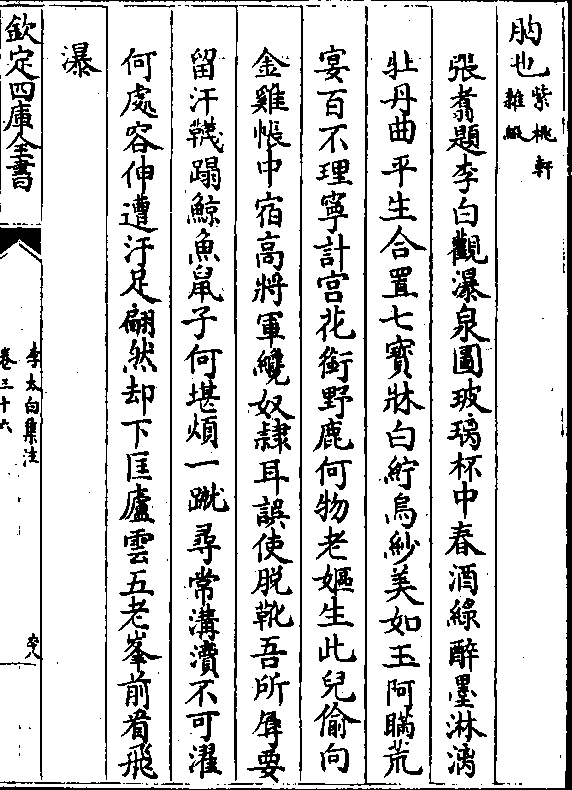 肭也紫桃軒
雜綴
張翥題李白觀瀑泉圖玻璃杯中春酒綠醉墨淋漓
牡丹曲平生合置七寶牀白紵烏紗美如玉阿瞞荒
宴百不理寧計宮花銜野鹿何物老嫗生此兒偷向
金雞帳中宿高將軍纔奴隷耳誤使脫靴吾所辱要
留汗韈蹋鯨魚鼠子何堪煩一蹴尋常溝瀆不可濯
何處容伸遭汙足翩然却下匡廬雲五老峯前看飛
瀑
欽定四庫全書
李太白集注
卷三十六